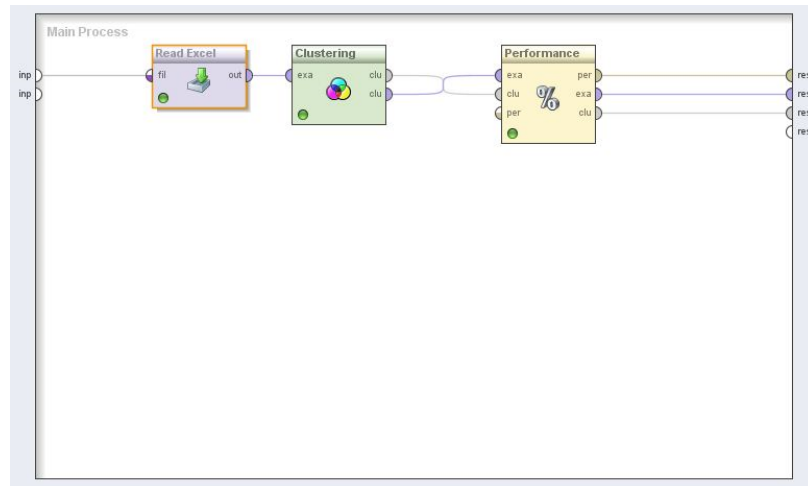 Main Process
Read Excel
Clustering
Performance
inp
fil
out
exa
clu
exa
per
res
inp
clu
clu
%
exa
res
per
clu
res
res